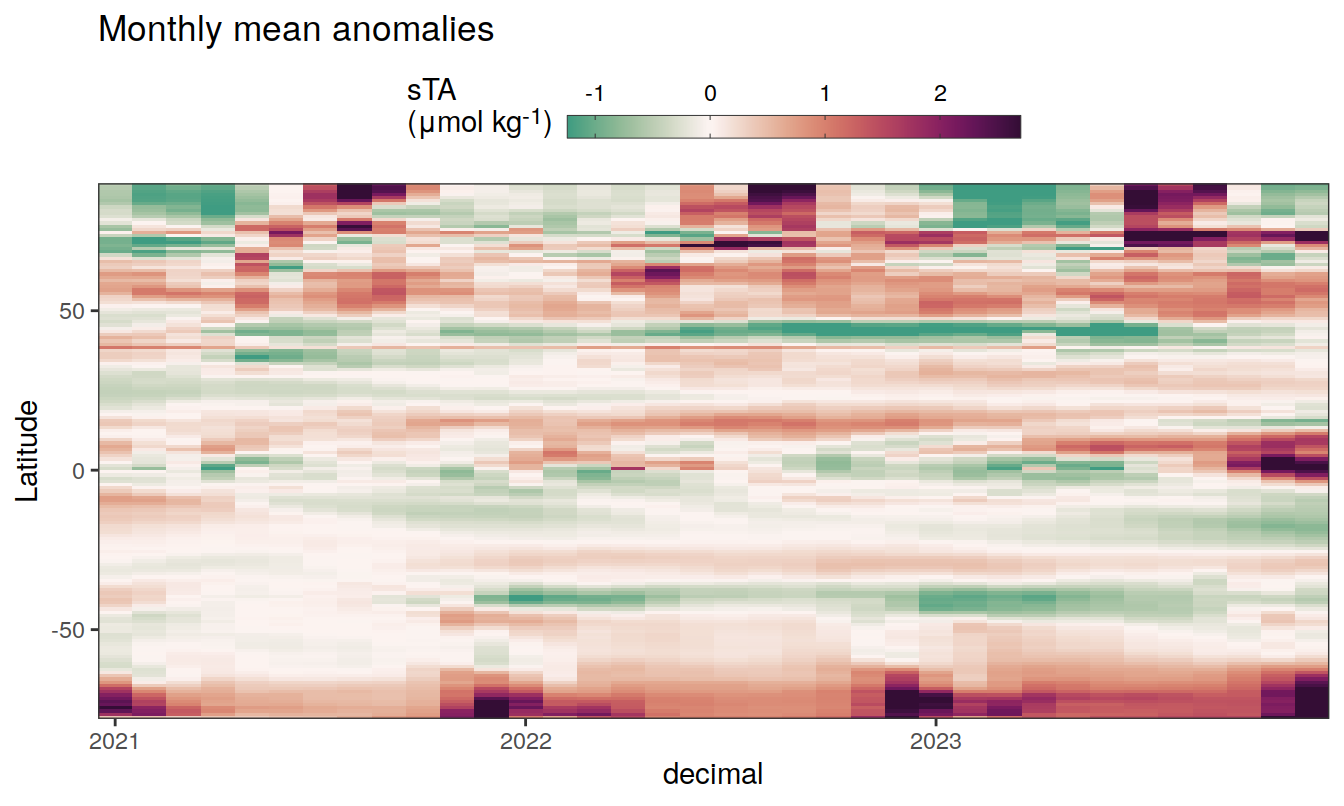 Monthly mean anomalies
sTA
(µmol kg-1)
-1 0 1 2
Latitude
50
0
-50
2021 2022 2023
decimal